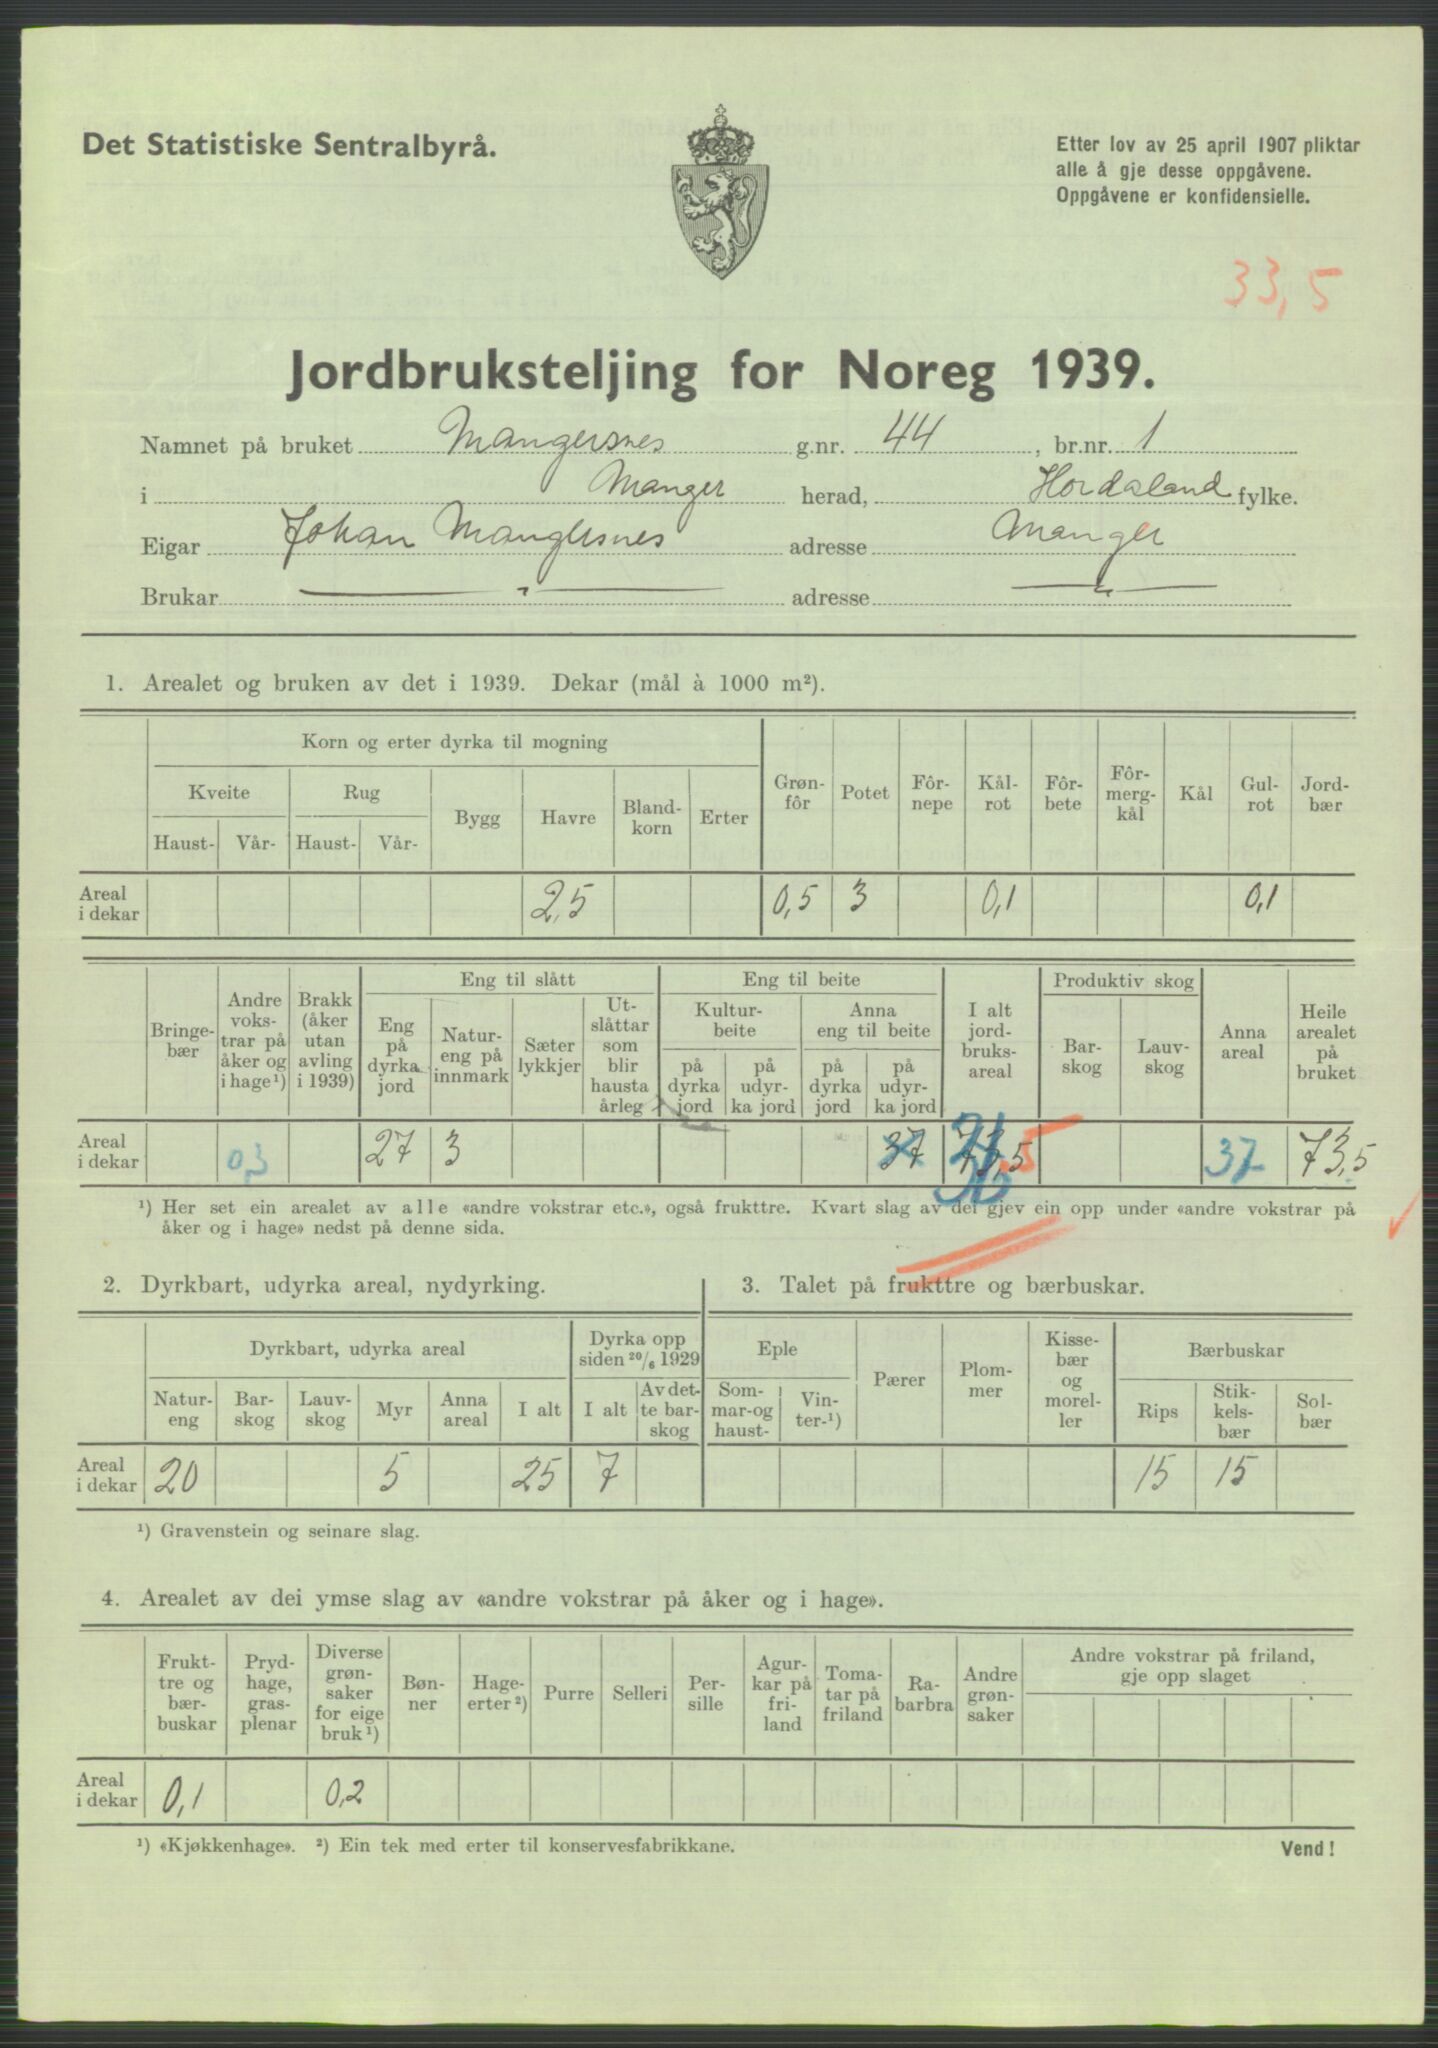 Det Statistiske Sentralbyrå.
Etter lov av 25 april 1907 pliktar
alle å gje desse oppgåvene.
Oppgåvene er konfidensielle.
33,5
Jordbruksteljing for Noreg 1939.
Namnet på bruket Mangersnes g.nr. 44, br.nr. 1
i Manger herad, Hordaland fylke.
Eigar Johan Mangersnes adresse Manger
Brukar — " — adresse — " —
1. Arealet og bruken av det i 1939. Dekar (mål à 1000 m²).
Korn og erter dyrka til mogning
Kveite Rug Bygg Havre Bland-korn Erter Grøn-fôr Potet Fôr-nepe Kål-rot Fôr-bete Fôr-merg-kål Kål Gul-rot Jord-bær
Haust- Vår- Haust- Vår-
Areal i dekar 2,5 0,5 3 0,1 0,1
Eng til slått Eng til beite Produktiv skog
Bringe-bær Andre voks-trar på åker og i hage¹) Brakk (åker utan avling i 1939) Eng på dyrka jord Natur-eng på innmark Sæter lykkjer Ut-slåttar som blir hausta årleg Kultur-beite Anna eng til beite I alt jord-bruks-areal Bar-skog Lauv-skog Anna areal Heile arealet på bruket
på dyrka jord på udyr-ka jord på dyrka jord på udyr-ka jord
Areal i dekar 0,3 27 3 37 73,5 37 73,5
¹) Her set ein arealet av alle «andre vokstrar etc.», også frukttre. Kvart slag av dei gjev ein opp under «andre vokstrar på
åker og i hage» nedst på denne sida.
2. Dyrkbart, udyrka areal, nydyrking.
Dyrkbart, udyrka areal Dyrka opp siden 20/6 1929
Natur-eng Bar-skog Lauv-skog Myr Anna areal I alt I alt Av det-te bar-skog
Areal i dekar 20 5 25 7
¹) Gravenstein og seinare slag.
3. Talet på frukttre og bærbuskar.
Eple Pærer Plom-mer Kisse-bær og morel-ler Bærbuskar
Som-mar-og haust- Vin-ter-¹) Rips Stik-kels-bær Sol-bær
15 15
4. Arealet av dei ymse slag av «andre vokstrar på åker og i hage».
Frukt-tre og bær-buskar Pryd-hage, gras-plenar Diverse grøn-saker for eige bruk¹) Bøn-ner Hage-erter²) Purre Selleri Per-sille Agur-kar på fri-land Toma-tar på friland Ra-barbra Andre grøn-saker Andre vokstrar på friland, gje opp slaget
Areal i dekar 0,1 0,2
¹) «Kjøkkenhage». ²) Ein tek med erter til konservesfabrikkane.
Vend!